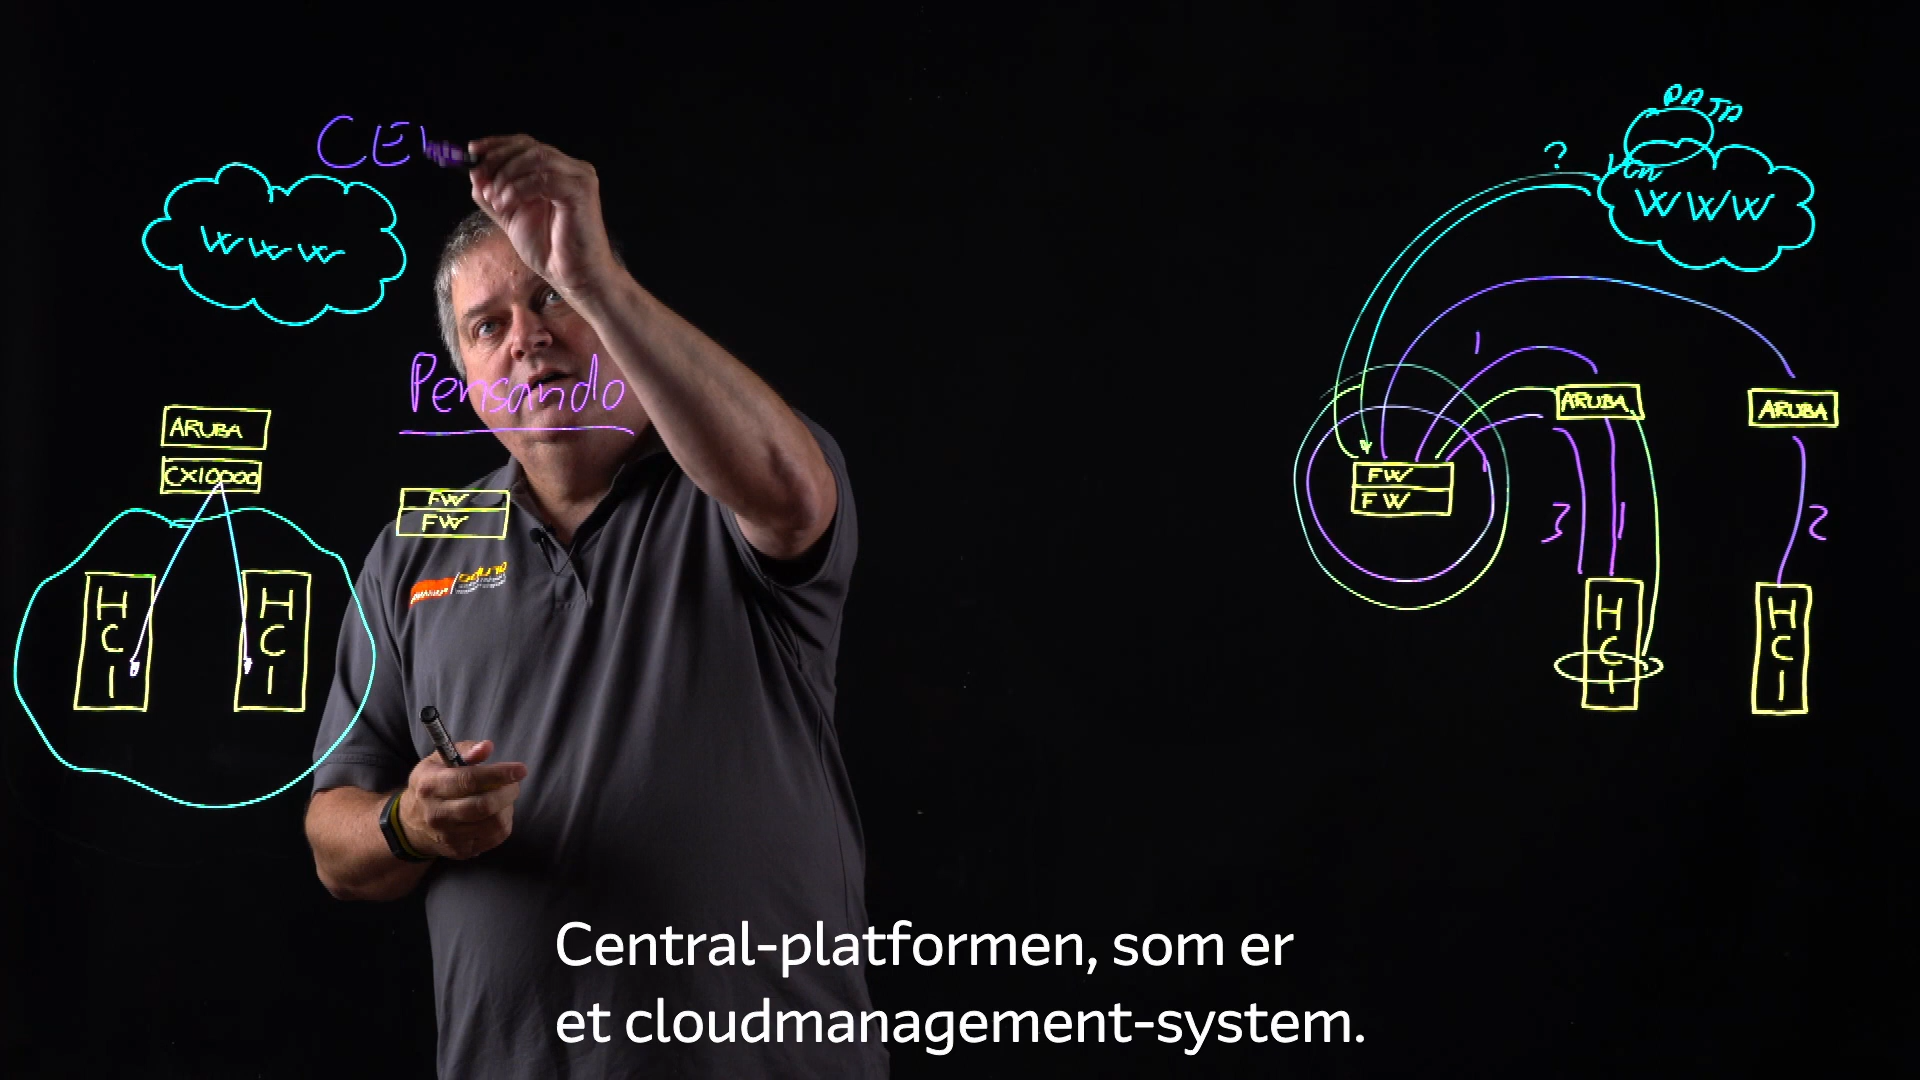 CE
WWW
Pensando
ARUBA
CX10000
FW
FW
HCI
HCI
DATA
?
WWW
1
ARUBA
ARUBA
FW
FW
3
1
2
HCI
HCI
Central-platformen, som er
et cloudmanagement-system.